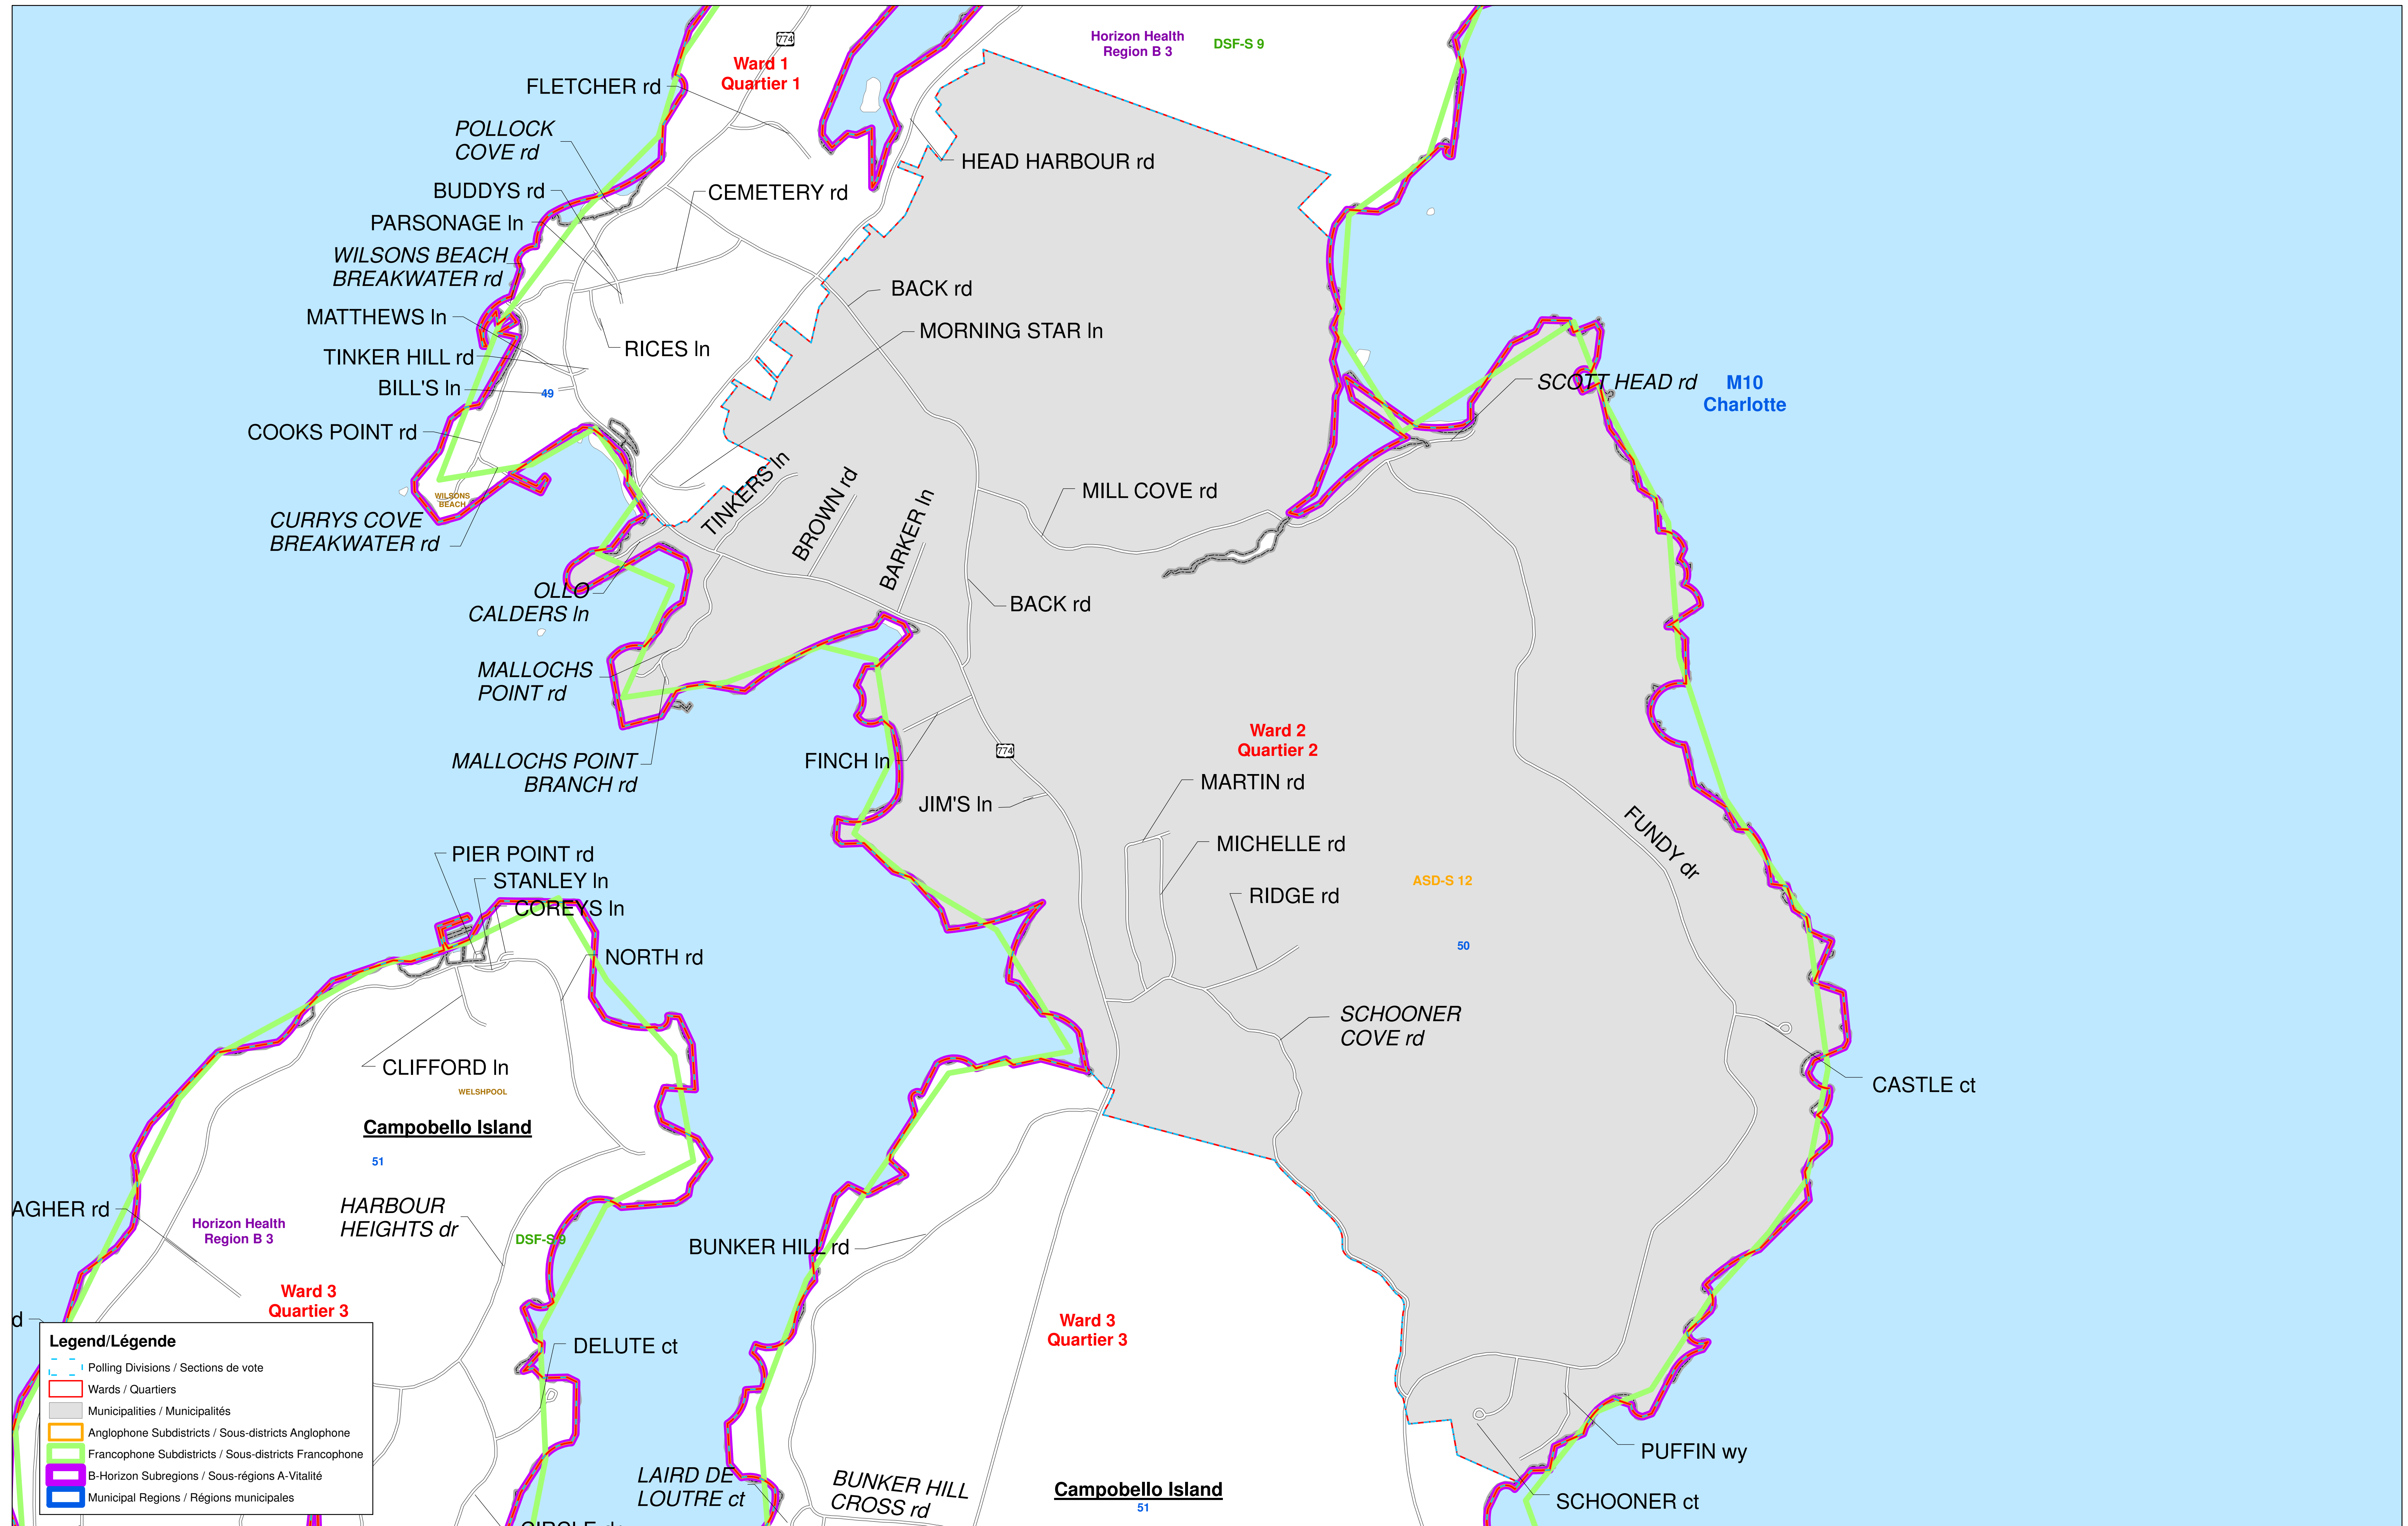 774
Horizon Health
Region B 3
DSF-S 9
Ward 1
Quartier 1
FLETCHER rd
POLLOCK
COVE rd
HEAD HARBOUR rd
BUDDYS rd
CEMETERY rd
PARSONAGE ln
WILSONS BEACH
BREAKWATER rd
BACK rd
MATTHEWS ln
MORNING STAR ln
RICES ln
TINKER HILL rd
BILL'S ln
49
SCOTT HEAD rd
M10
Charlotte
COOKS POINT rd
WILSONS
BEACH
TINKERS ln
BROWN rd
BARKER ln
MILL COVE rd
CURRYS COVE
BREAKWATER rd
OLLO
CALDERS ln
BACK rd
MALLOCHS
POINT rd
MALLOCHS POINT
BRANCH rd
FINCH ln
774
Ward 2
Quartier 2
MARTIN rd
JIM'S ln
FUNDY dr
MICHELLE rd
PIER POINT rd
STANLEY ln
COREYS ln
ASD-S 12
RIDGE rd
50
NORTH rd
SCHOONER
COVE rd
CLIFFORD ln
CASTLE ct
WELSHPOOL
Campobello Island
51
AGHER rd
HARBOUR
HEIGHTS dr
Horizon Health
Region B 3
DSF-S 9
BUNKER HILL rd
Ward 3
Quartier 3
d
Ward 3
Quartier 3
DELUTE ct
Legend/Légende
Polling Divisions / Sections de vote
Wards / Quartiers
Municipalities / Municipalités
Anglophone Subdistricts / Sous-districts Anglophone
Francophone Subdistricts / Sous-districts Francophone
B-Horizon Subregions / Sous-régions A-Vitalité
Municipal Regions / Régions municipales
PUFFIN wy
LAIRD DE
LOUTRE ct
BUNKER HILL
CROSS rd
Campobello Island
51
SCHOONER ct